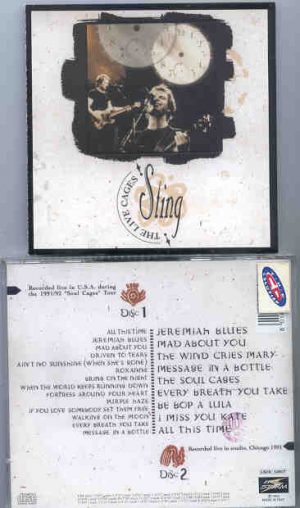 THE LIVE CAGES
Sting
Recorded live in U.S.A. during
the 1991/92 "Soul Cages" Tour
DISC 1
ALL THIS TIME
JEREMIAH BLUES
MAD ABOUT YOU
DRIVEN TO TEARS
AIN'T NO SUNSHINE (WHEN SHE'S GONE)
ROXANNE
BRING ON THE NIGHT
WHEN THE WORLD KEEPS RUNNING DOWN
FORTRESS AROUND YOUR HEART
PURPLE HAZE
IF YOU LOVE SOMEBODY SET THEM FREE
WALKING ON THE MOON
EVERY BREATH YOU TAKE
MESSAGE IN A BOTTLE
JEREMIAH BLUES
MAD ABOUT YOU
THE WIND CRIES MARY
MESSAGE IN A BOTTLE
THE SOUL CAGES
EVERY BREATH YOU TAKE
BE BOP A LULA
I MISS YOU KATE
ALL THIS TIME
Recorded live in studio, Chicago 1991
DISC 2
STORM